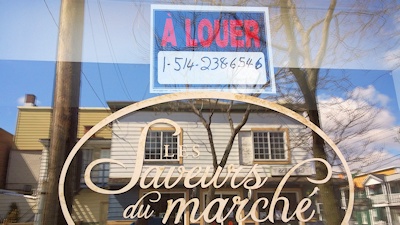 A LOUER
1-514-238-6546
Les
Saveurs
du marché